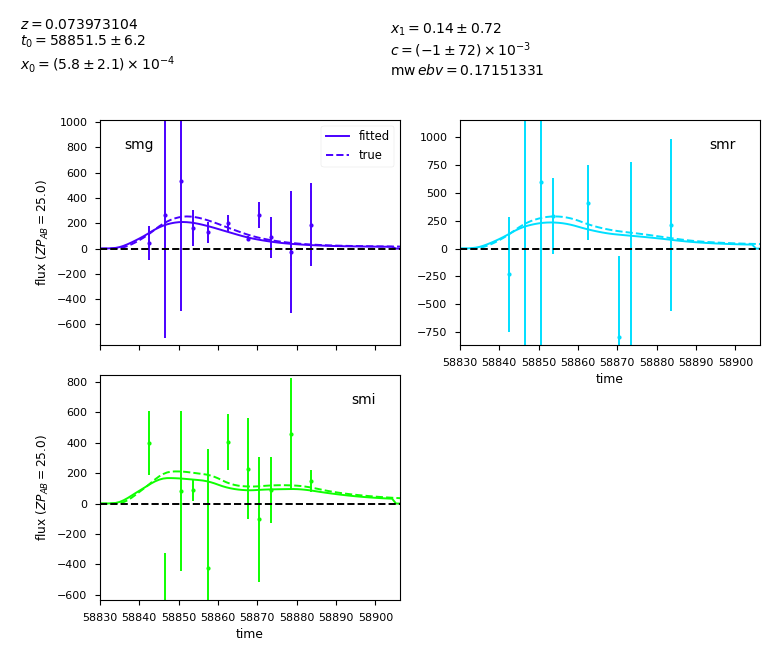 z = 0.073973104
t₀ = 58851.5 ± 6.2
x₀ = (5.8 ± 2.1) × 10⁻⁴
x₁ = 0.14 ± 0.72
c = (−1 ± 72) × 10⁻³
mw ebv = 0.17151331
smg
fitted
true
1000
800
600
400
200
0
−200
−400
−600
flux (ZP_AB = 25.0)
smr
1000
750
500
250
0
−250
−500
−750
58830 58840 58850 58860 58870 58880 58890 58900
time
smi
800
600
400
200
0
−200
−400
−600
flux (ZP_AB = 25.0)
58830 58840 58850 58860 58870 58880 58890 58900
time